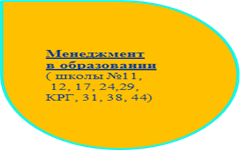 Менеджмент
в образовании
( школы №11,
12, 17, 24,29,
КРГ, 31, 38, 44)